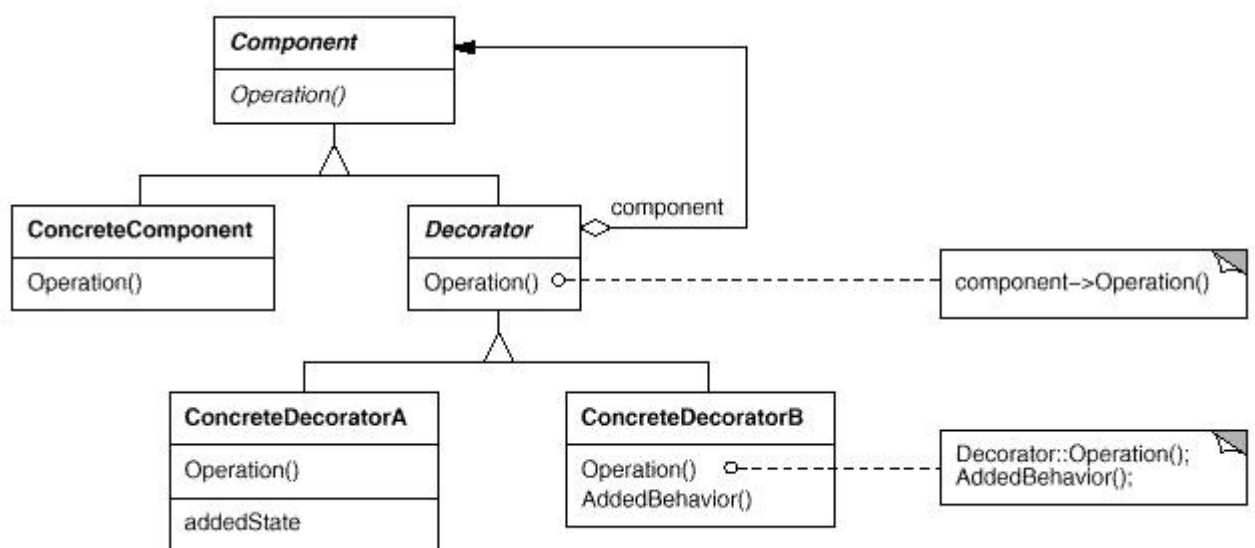 Component
Operation()
ConcreteComponent
Operation()
Decorator
Operation()
component
component->Operation()
ConcreteDecoratorA
Operation()
addedState
ConcreteDecoratorB
Operation()
AddedBehavior()
Decorator::Operation();
AddedBehavior();